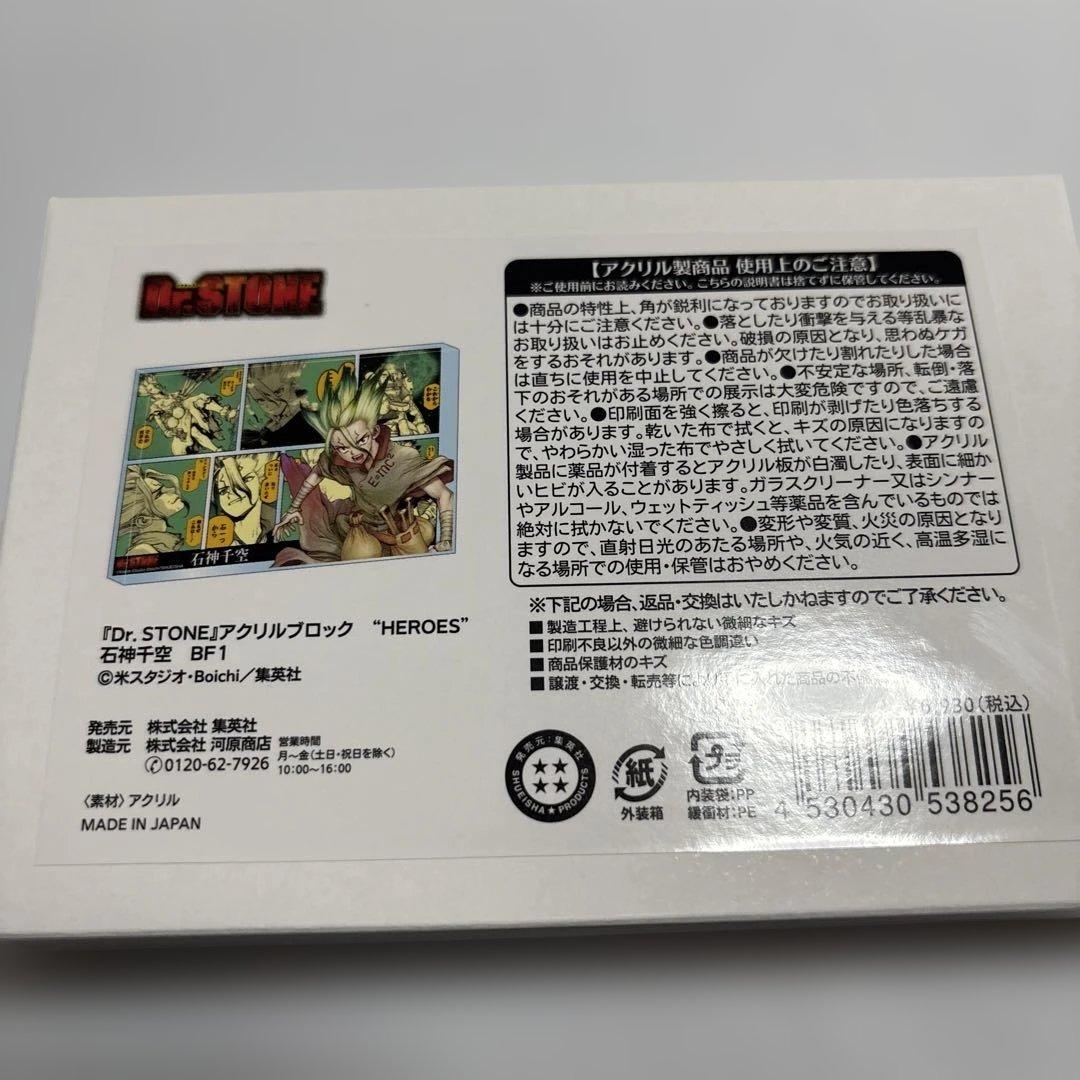 Dr.STONE
石神千空
Dr.STONE
『Dr. STONE』アクリルブロック “HEROES”
石神千空 BF1
©米スタジオ・Boichi／集英社
発売元 株式会社 集英社
製造元 株式会社 河原商店 営業時間
月～金(土日・祝日を除く)
0120-62-7926 10:00～16:00
〈素材〉アクリル
MADE IN JAPAN
【アクリル製商品 使用上のご注意】
※ご使用前にお読みください。こちらの説明書は捨てずに保管してください。
●商品の特性上、角が鋭利になっておりますのでお取り扱いに
は十分にご注意ください。●落としたり衝撃を与える等乱暴な
お取り扱いはお止めください。破損の原因となり、思わぬケガ
をするおそれがあります。●商品が欠けたり割れたりした場合
は直ちに使用を中止してください。●不安定な場所、転倒・落
下のおそれがある場所での展示は大変危険ですので、ご遠慮
ください。●印刷面を強く擦ると、印刷が剥げたり色落ちする
場合があります。乾いた布で拭くと、キズの原因になりますの
で、やわらかい湿った布でやさしく拭いてください。●アクリル
製品に薬品が付着するとアクリル板が白濁したり、表面に細か
いヒビが入ることがあります。ガラスクリーナー又はシンナー
やアルコール、ウェットティッシュ等薬品を含んでいるものでは
絶対に拭かないでください。●変形や変質、火災の原因となり
ますので、直射日光のあたる場所や、火気の近く、高温多湿に
なる場所での使用・保管はおやめください。
※下記の場合、返品・交換はいたしかねますのでご了承ください。
■ 製造工程上、避けられない微細なキズ
■ 印刷不良以外の微細な色調違い
■ 商品保護材のキズ
■ 譲渡・交換・転売等により手に入れた商品の不
¥6,930(税込)
発売元：集英社
SHUEISHA★PRODUCTS
紙
外装箱
プラ
内装袋:PP
緩衝材:PE
4 530430 538256
E=mc²